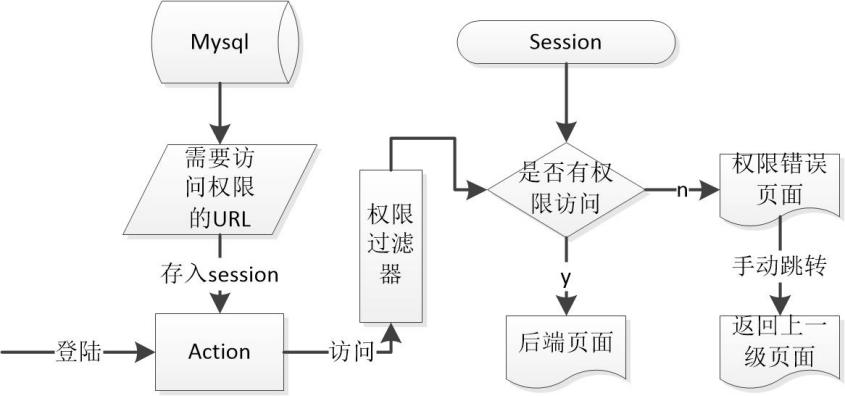 Mysql
Session
需要访
问权限
的URL
是否有权
限访问
n
权限错误
页面
权限
过滤
器
存入session
y
手动跳转
登陆
Action
访问
后端页面
返回上一
级页面